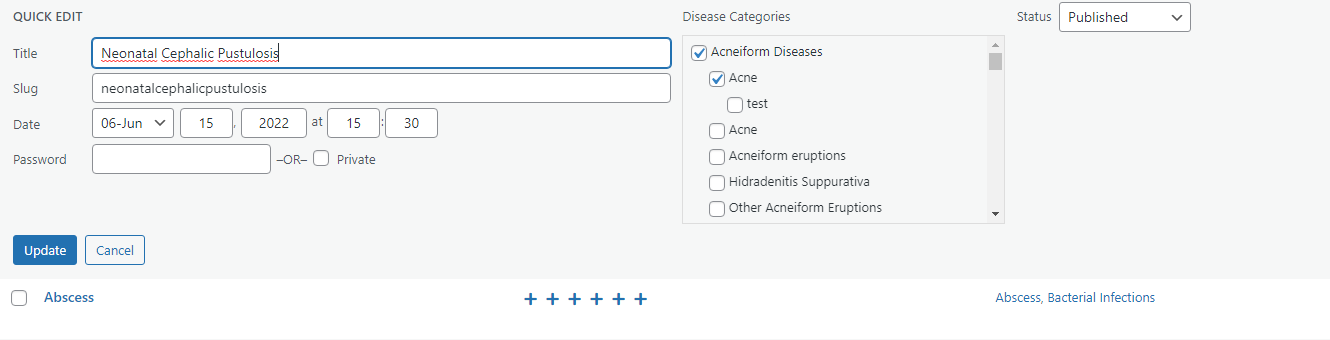 QUICK EDIT
Title Neonatal Cephalic Pustulosis
Slug neonatalcephalicpustulosis
Date 06-Jun 15 , 2022 at 15 : 30
Password –OR– Private
Disease Categories
Acneiform Diseases
Acne
test
Acne
Acneiform eruptions
Hidradenitis Suppurativa
Other Acneiform Eruptions
Status Published
Update Cancel
Abscess + + + + + + Abscess, Bacterial Infections